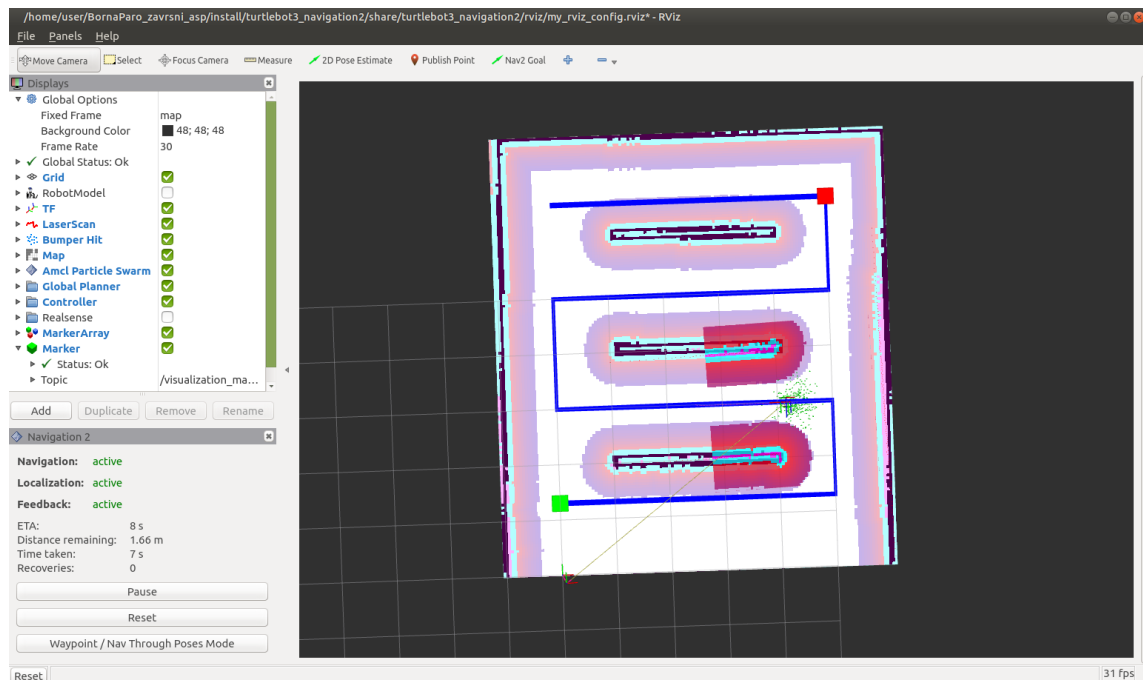 /home/user/BornaParo_zavrsni_asp/install/turtlebot3_navigation2/share/turtlebot3_navigation2/rviz/my_rviz_config.rviz* - RViz
File Panels Help
Move Camera Select Focus Camera Measure 2D Pose Estimate Publish Point Nav2 Goal
Displays
Global Options
Fixed Frame map
Background Color 48; 48; 48
Frame Rate 30
Global Status: Ok
Grid
RobotModel
TF
LaserScan
Bumper Hit
Map
Amcl Particle Swarm
Global Planner
Controller
Realsense
MarkerArray
Marker
Status: Ok
Topic /visualization_ma...
Add Duplicate Remove Rename
Navigation 2
Navigation: active
Localization: active
Feedback: active
ETA: 8 s
Distance remaining: 1.66 m
Time taken: 7 s
Recoveries: 0
Pause
Reset
Waypoint / Nav Through Poses Mode
Reset 31 fps